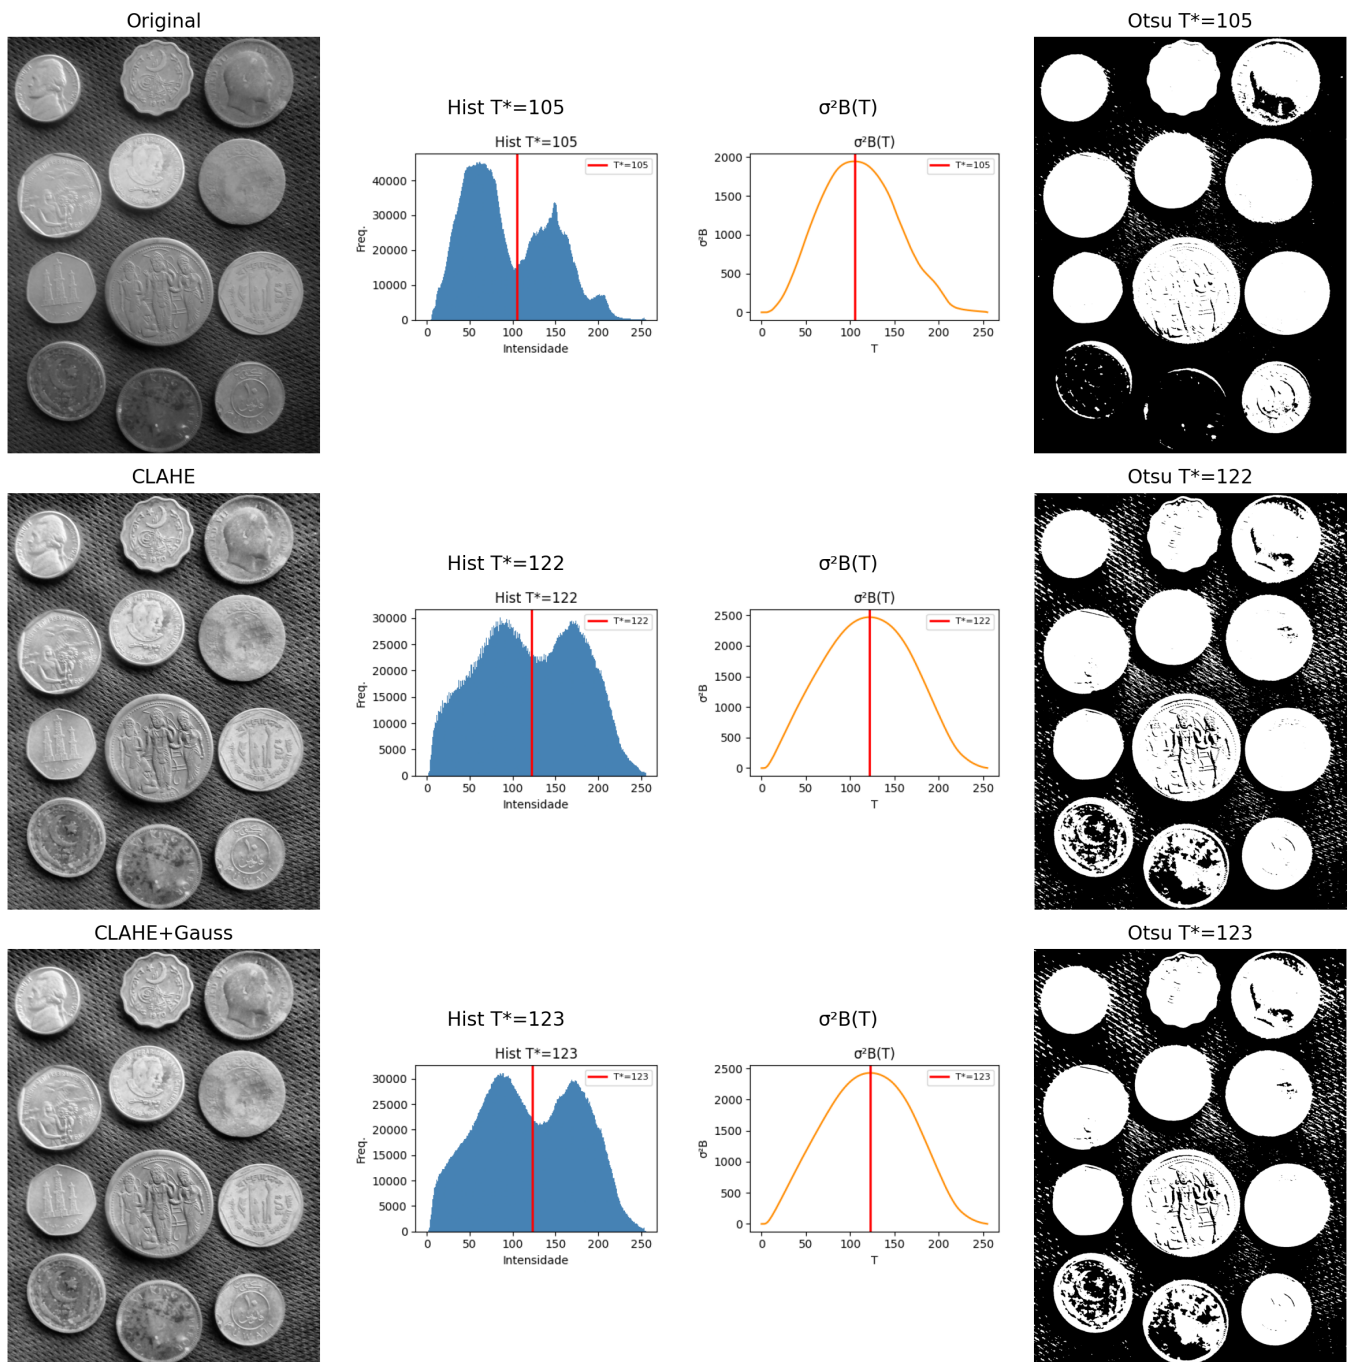 Original
Otsu T*=105
Hist T*=105
σ²B(T)
Hist T*=105
σ²B(T)
T*=105
T*=105
Freq.
40000
30000
20000
10000
0
0 50 100 150 200 250
Intensidade
σ²B
2000
1500
1000
500
0
0 50 100 150 200 250
T
CLAHE
Otsu T*=122
Hist T*=122
σ²B(T)
Hist T*=122
σ²B(T)
T*=122
T*=122
Freq.
30000
25000
20000
15000
10000
5000
0
0 50 100 150 200 250
Intensidade
σ²B
2500
2000
1500
1000
500
0
0 50 100 150 200 250
T
CLAHE+Gauss
Otsu T*=123
Hist T*=123
σ²B(T)
Hist T*=123
σ²B(T)
T*=123
T*=123
Freq.
30000
25000
20000
15000
10000
5000
0
0 50 100 150 200 250
Intensidade
σ²B
2500
2000
1500
1000
500
0
0 50 100 150 200 250
T